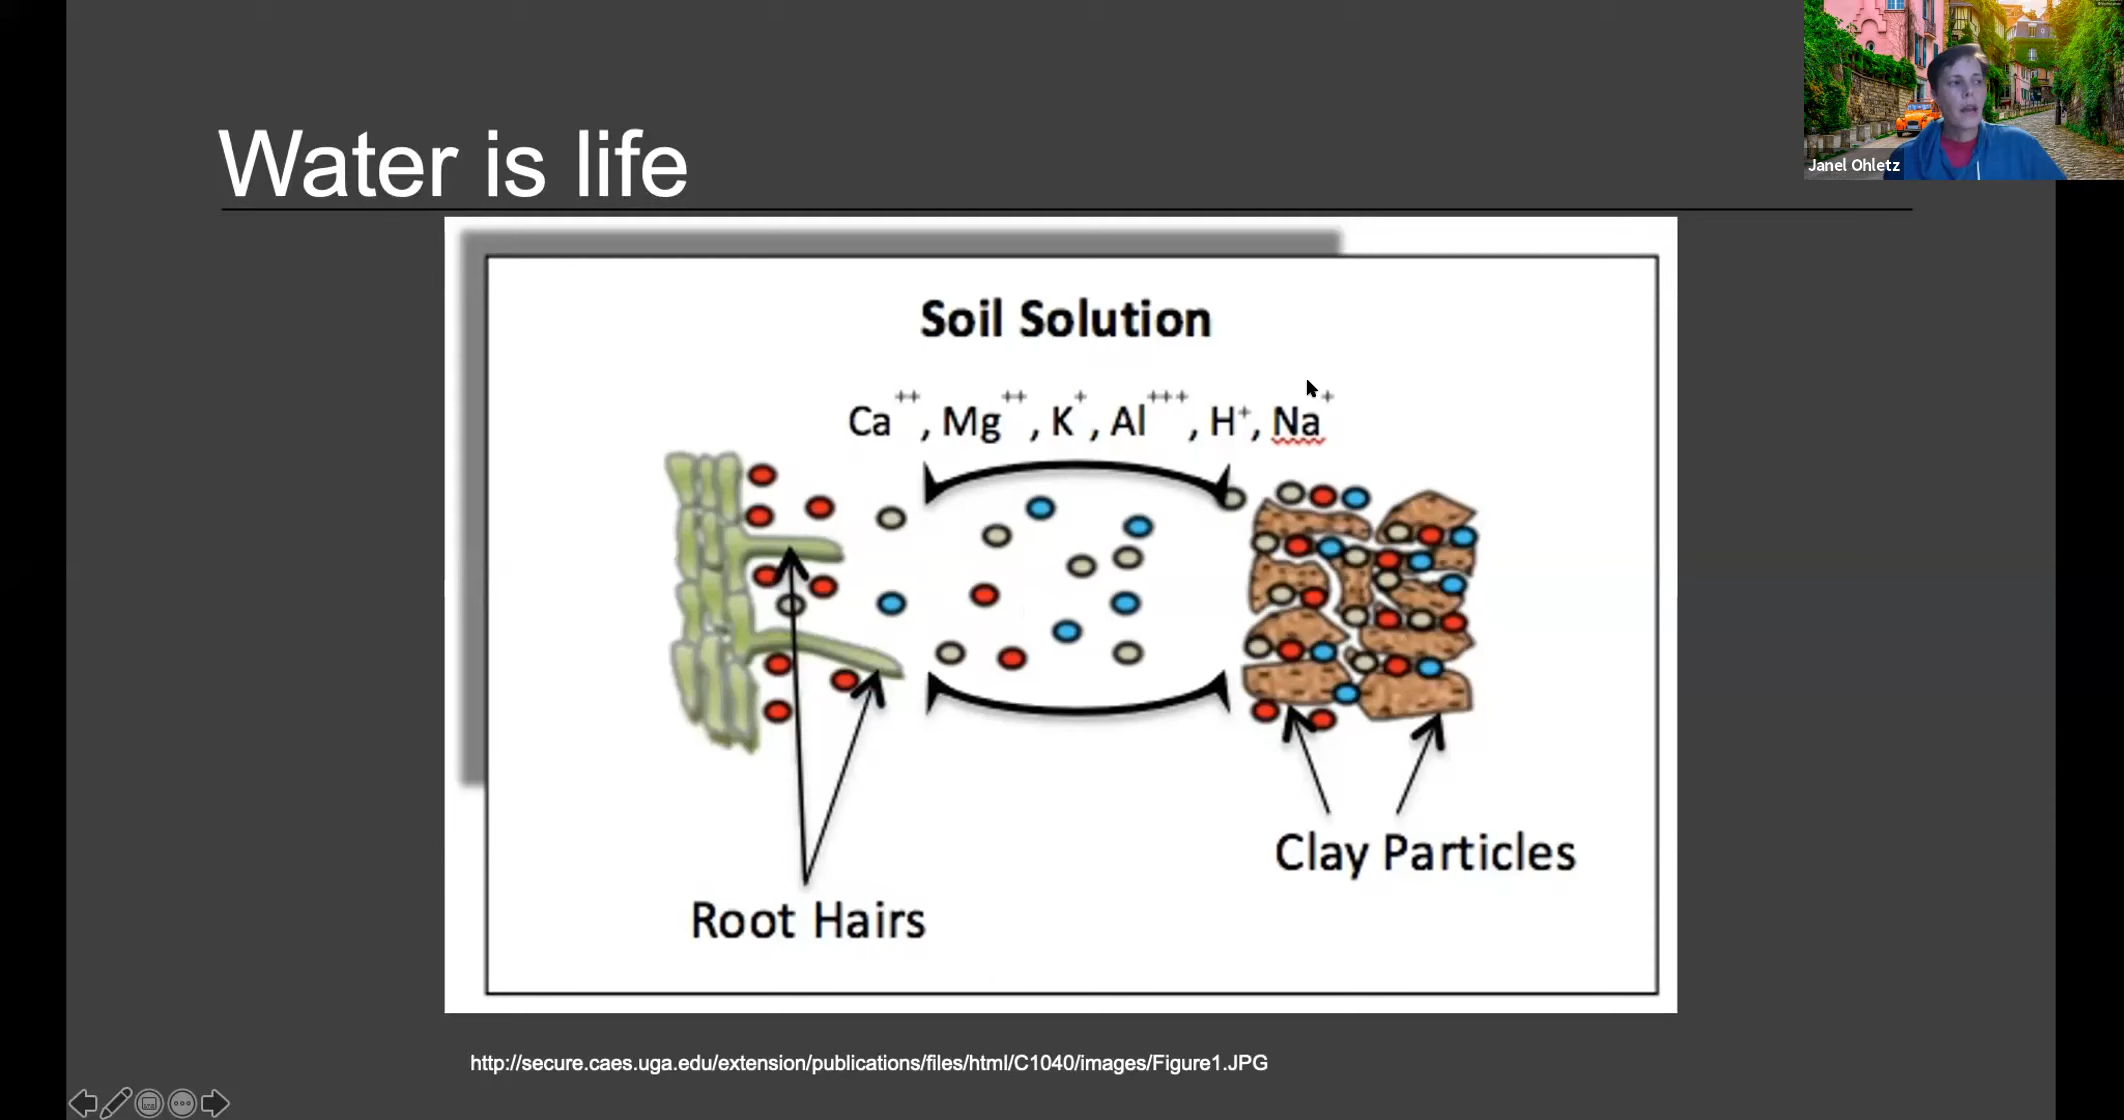 Janel Ohletz
Water is life
Soil Solution
Ca++, Mg++, K+, Al+++, H+, Na+
Clay Particles
Root Hairs
http://secure.caes.uga.edu/extension/publications/files/html/C1040/images/Figure1.JPG